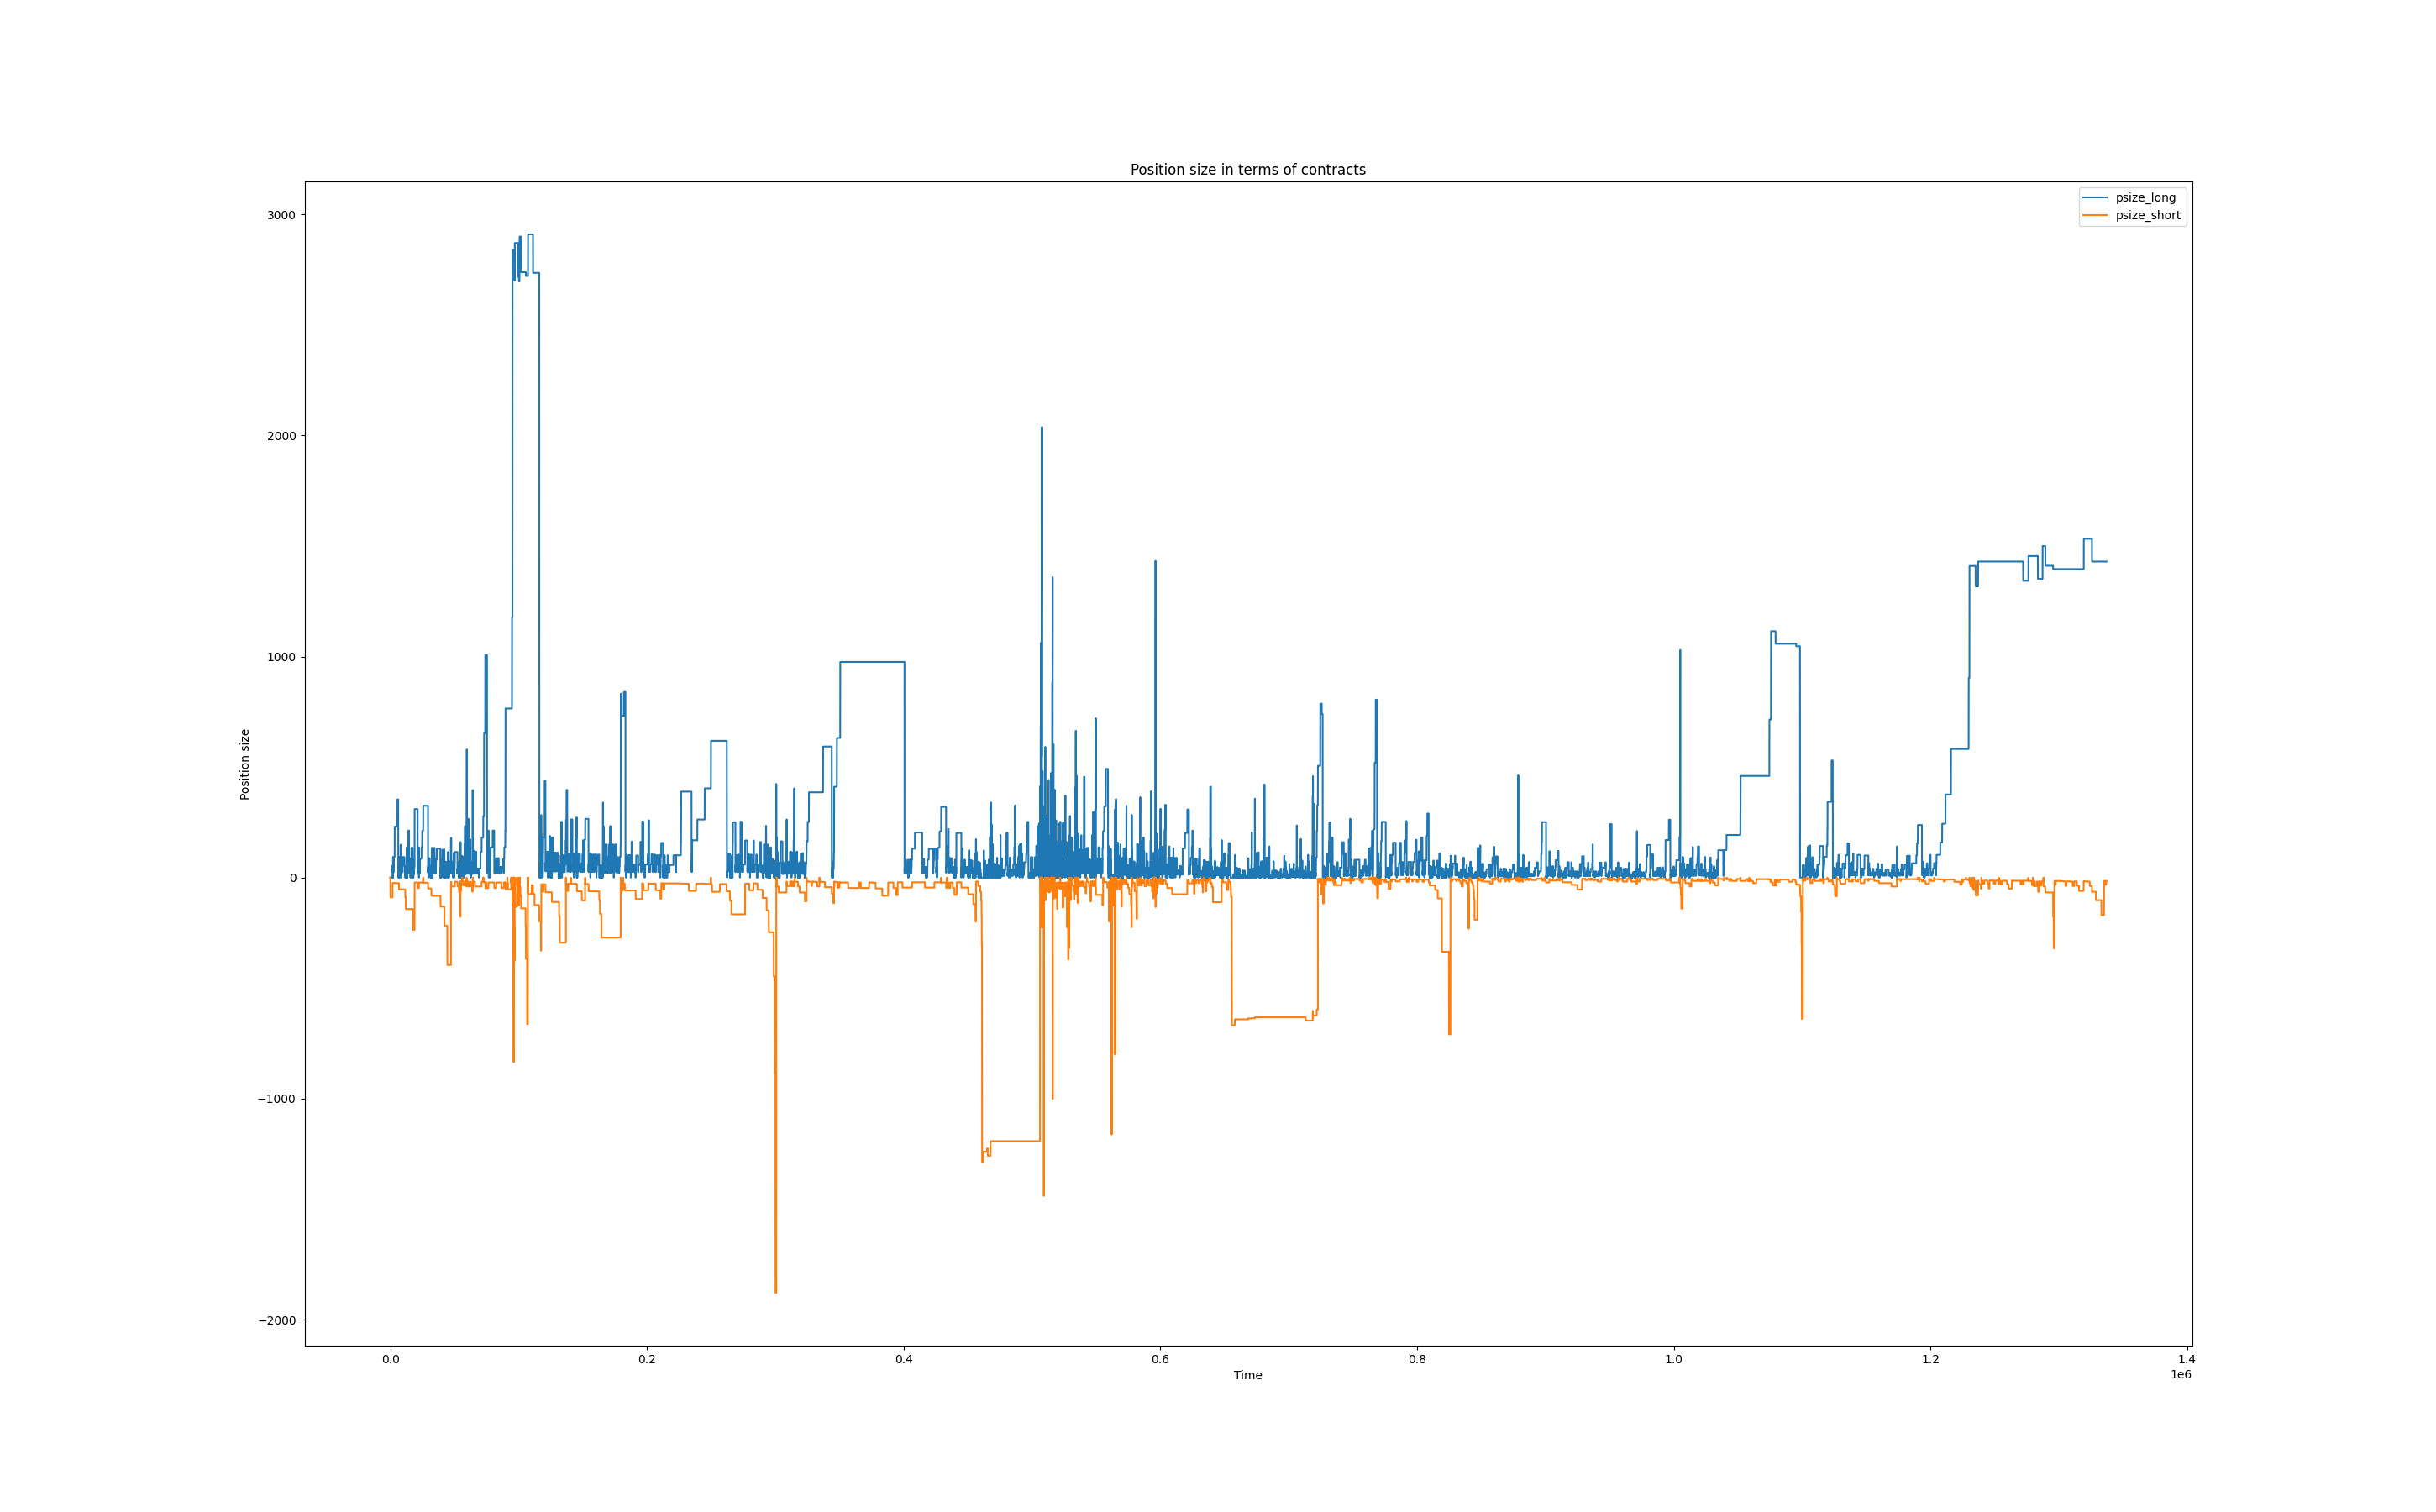 Position size in terms of contracts
psize_long
psize_short
Position size
3000
2000
1000
0
−1000
−2000
0.0
0.2
0.4
0.6
0.8
1.0
1.2
1.4
Time
1e6